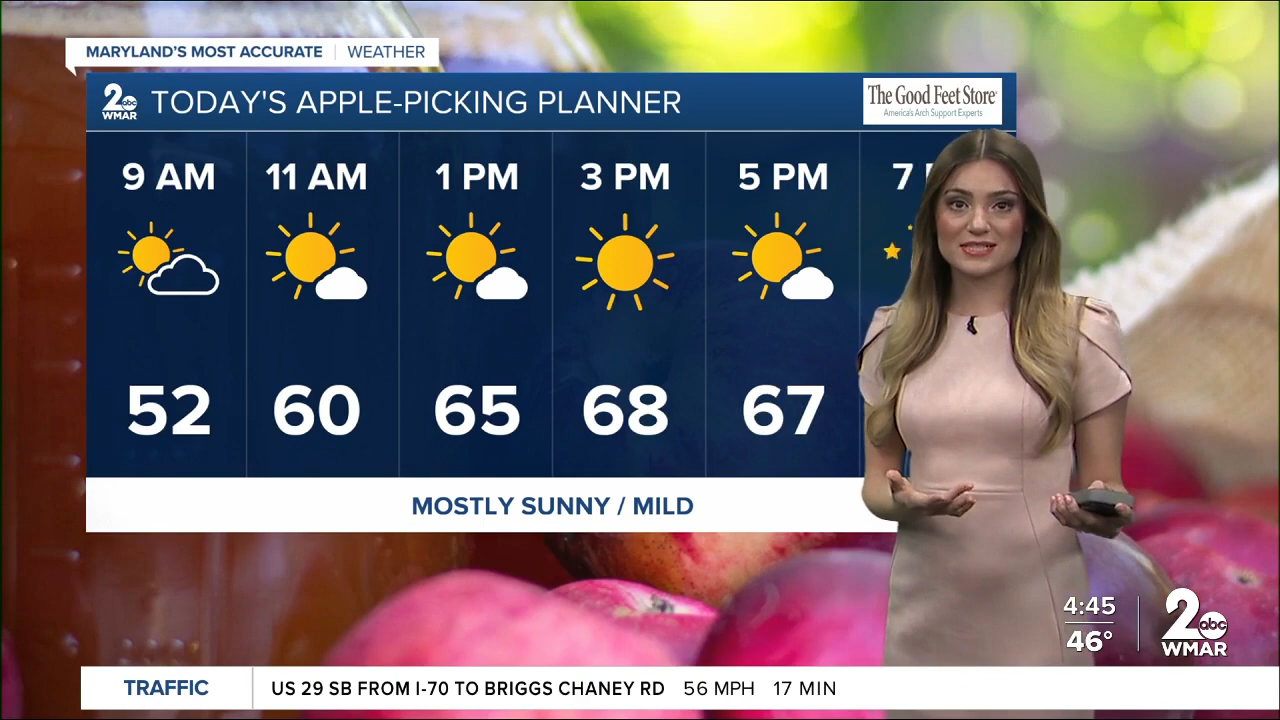 MARYLAND'S MOST ACCURATE | WEATHER
2 abc WMAR TODAY'S APPLE-PICKING PLANNER
The Good Feet Store
America's Arch Support Experts
9 AM 11 AM 1 PM 3 PM 5 PM 7
52 60 65 68 67
MOSTLY SUNNY / MILD
4:45
46°
2 abc
WMAR
TRAFFIC US 29 SB FROM I-70 TO BRIGGS CHANEY RD 56 MPH 17 MIN